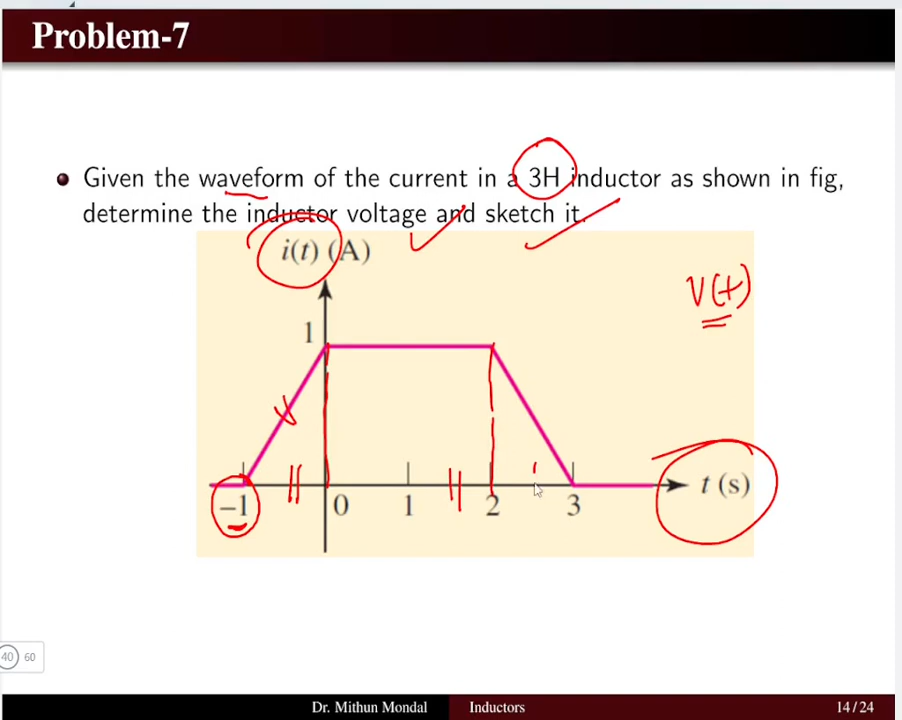 Problem-7
Given the waveform of the current in a 3H inductor as shown in fig,
determine the inductor voltage and sketch it.
i(t) (A)
v(t)
1
−1 0 1 2 3 t (s)
40 60
Dr. Mithun Mondal Inductors 14 / 24